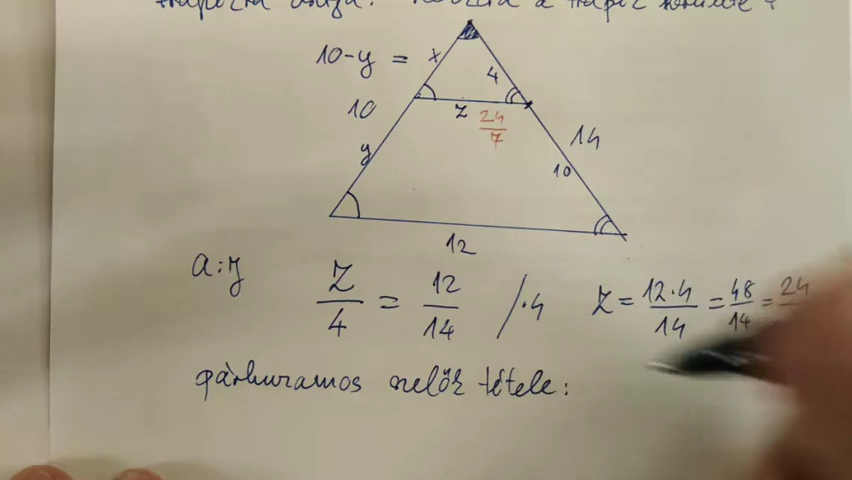 10-y = x
4
10
z
24/7
14
y
10
12
z/4 = 12/14 /·4 z = 12·4/14 = 48/14 = 24
párhuzamos szelők tétele: